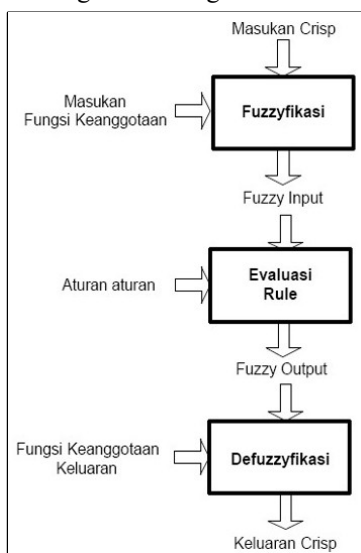 Masukan Crisp
Masukan
Fungsi Keanggotaan
Fuzzyfikasi
Fuzzy Input
Aturan aturan
Evaluasi
Rule
Fuzzy Output
Fungsi Keanggotaan
Keluaran
Defuzzyfikasi
Keluaran Crisp